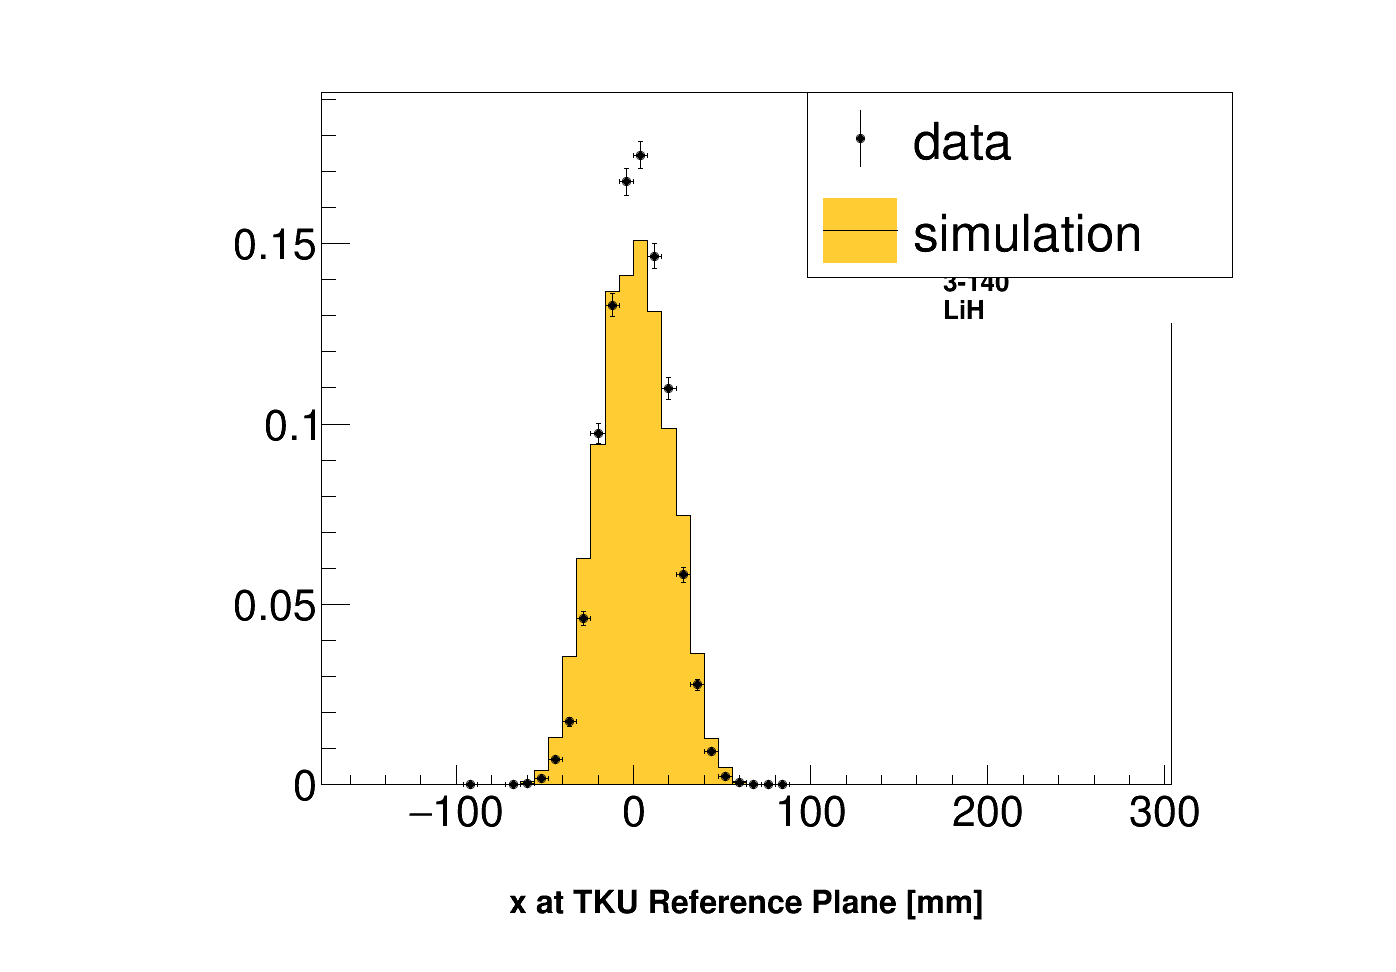 data
simulation
3-140
LiH
0.15
0.1
0.05
0
−100 0 100 200 300
x at TKU Reference Plane [mm]